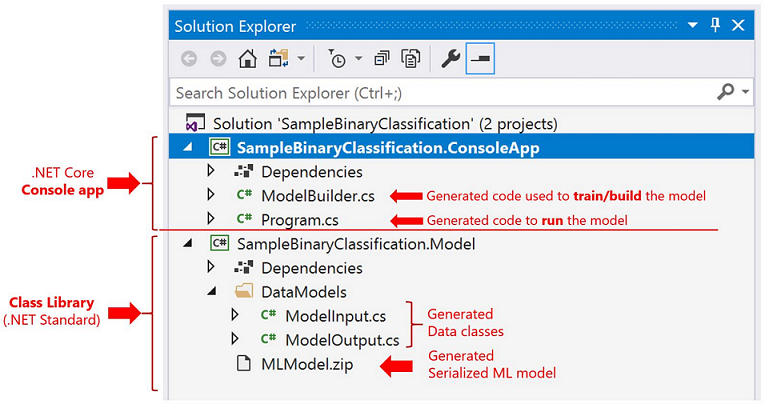 Solution Explorer
Search Solution Explorer (Ctrl+;)
Solution 'SampleBinaryClassification' (2 projects)
C# SampleBinaryClassification.ConsoleApp
Dependencies
.NET Core
Console app
C# ModelBuilder.cs
Generated code used to train/build the model
C# Program.cs
Generated code to run the model
C# SampleBinaryClassification.Model
Dependencies
DataModels
Class Library
(.NET Standard)
C# ModelInput.cs
C# ModelOutput.cs
Generated
Data classes
MLModel.zip
Generated
Serialized ML model